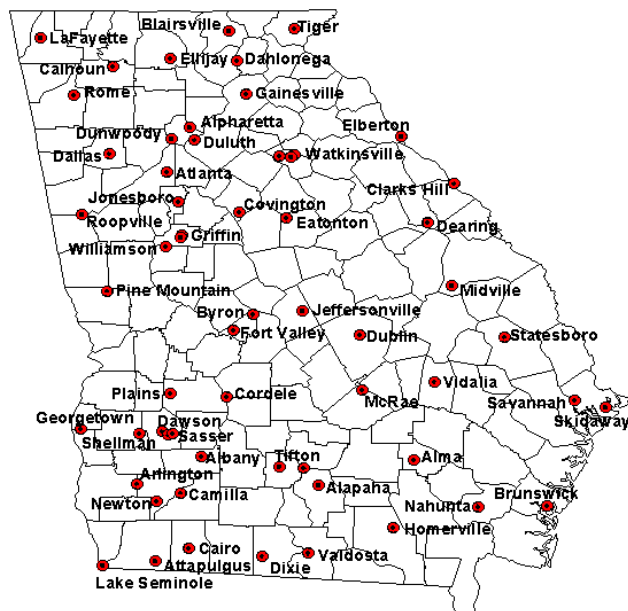 Blairsville
Tiger
LaFayette
Ellijay
Dahlonega
Calhoun
Rome
Gainesville
Alpharetta
Elberton
Dunwoody
Duluth
Dallas
Watkinsville
Atlanta
Clarks Hill
Jonesboro
Covington
Roopville
Eatonton
Dearing
Griffin
Williamson
Pine Mountain
Midville
Byron
Jeffersonville
Fort Valley
Dublin
Statesboro
Plains
Cordele
McRae
Vidalia
Savannah
Skidaway
Georgetown
Dawson
Shellman
Sasser
Albany
Tifton
Alma
Arlington
Camilla
Alapaha
Newton
Nahunta
Brunswick
Homerville
Cairo
Valdosta
Attapulgus
Dixie
Lake Seminole